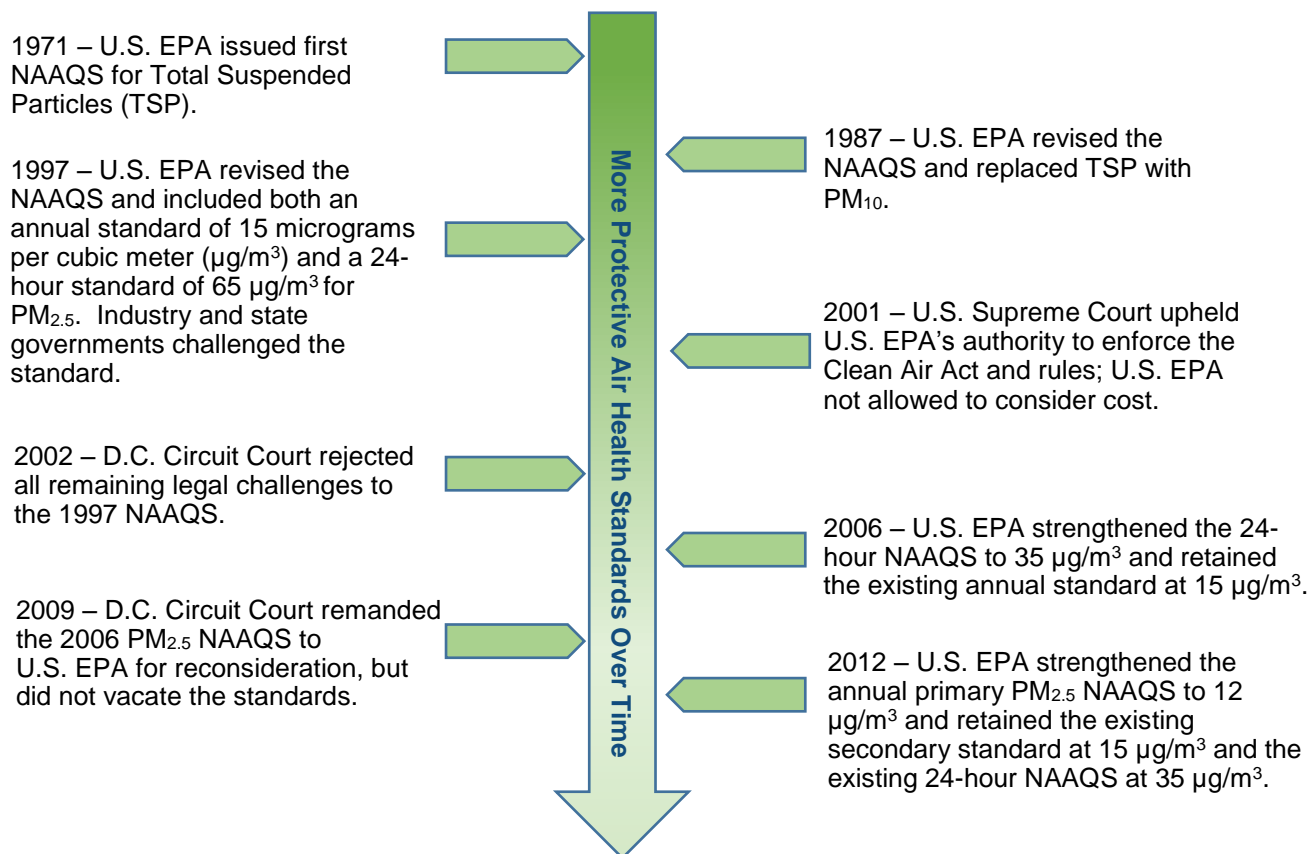 1971 – U.S. EPA issued first
NAAQS for Total Suspended
Particles (TSP).
1987 – U.S. EPA revised the
NAAQS and replaced TSP with
PM₁₀.
1997 – U.S. EPA revised the
NAAQS and included both an
annual standard of 15 micrograms
per cubic meter (µg/m³) and a 24-
hour standard of 65 µg/m³ for
PM₂.₅. Industry and state
governments challenged the
standard.
2001 – U.S. Supreme Court upheld
U.S. EPA’s authority to enforce the
Clean Air Act and rules; U.S. EPA
not allowed to consider cost.
2002 – D.C. Circuit Court rejected
all remaining legal challenges to
the 1997 NAAQS.
2006 – U.S. EPA strengthened the 24-
hour NAAQS to 35 µg/m³ and retained
the existing annual standard at 15 µg/m³.
2009 – D.C. Circuit Court remanded
the 2006 PM₂.₅ NAAQS to
U.S. EPA for reconsideration, but
did not vacate the standards.
2012 – U.S. EPA strengthened the
annual primary PM₂.₅ NAAQS to 12
µg/m³ and retained the existing
secondary standard at 15 µg/m³ and the
existing 24-hour NAAQS at 35 µg/m³.
More Protective Air Health Standards Over Time